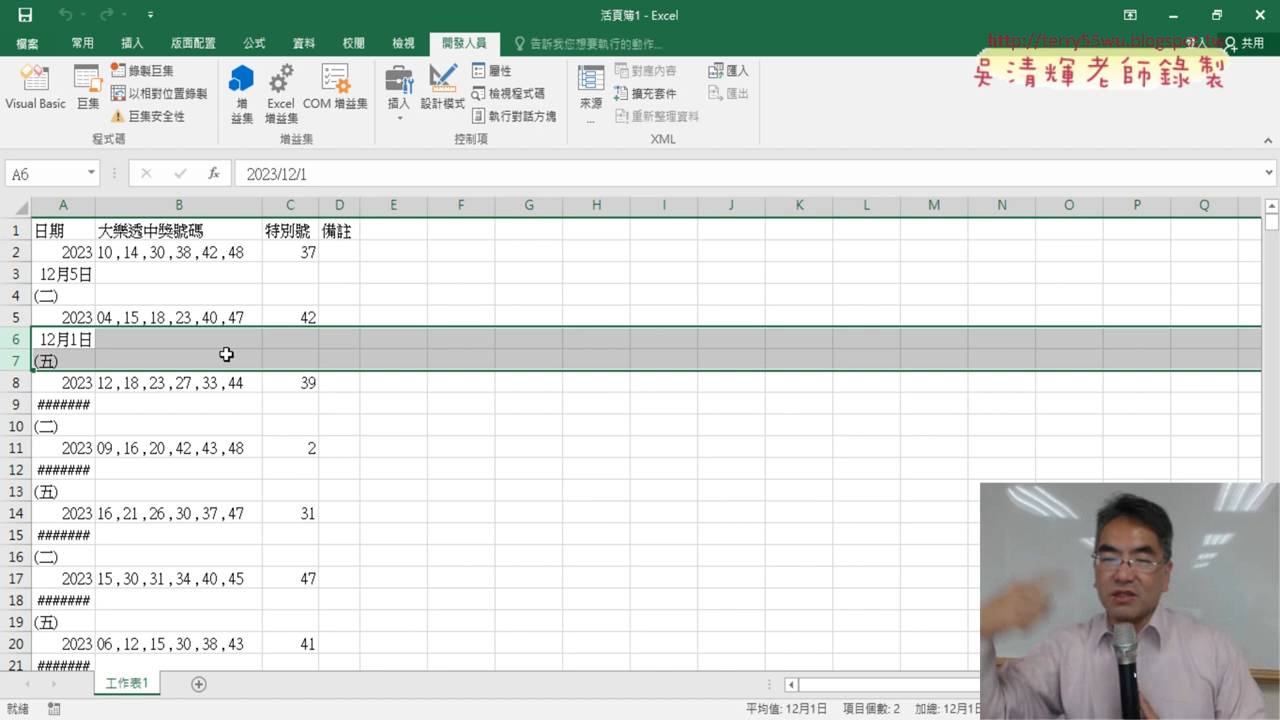 活頁簿1 - Excel
檔案 常用 插入 版面配置 公式 資料 校閱 檢視 開發人員 告訴我您想要執行的動作... 共用
http://terry55wu.blogspot.tw
吳清輝老師錄製
Visual Basic 巨集 錄製巨集 以相對位置錄製 巨集安全性 程式碼
增益集 Excel 增益集 COM 增益集 增益集
插入 設計模式 屬性 檢視程式碼 執行對話方塊 控制項
來源... 對應內容 擴充套件 重新整理資料 匯入 匯出 XML
A6 fx 2023/12/1
A B C D E F G H I J K L M N O P Q
1 日期 大樂透中獎號碼 特別號 備註
2 2023 10,14,30,38,42,48 37
3 12月5日
4 (二)
5 2023 04,15,18,23,40,47 42
6 12月1日
7 (五)
8 2023 12,18,23,27,33,44 39
9 #######
10 (二)
11 2023 09,16,20,42,43,48 2
12 #######
13 (五)
14 2023 16,21,26,30,37,47 31
15 #######
16 (二)
17 2023 15,30,31,34,40,45 47
18 #######
19 (五)
20 2023 06,12,15,30,38,43 41
21 #######
工作表1
就緒 平均值: 12月1日 項目個數: 2 加總: 12月1日